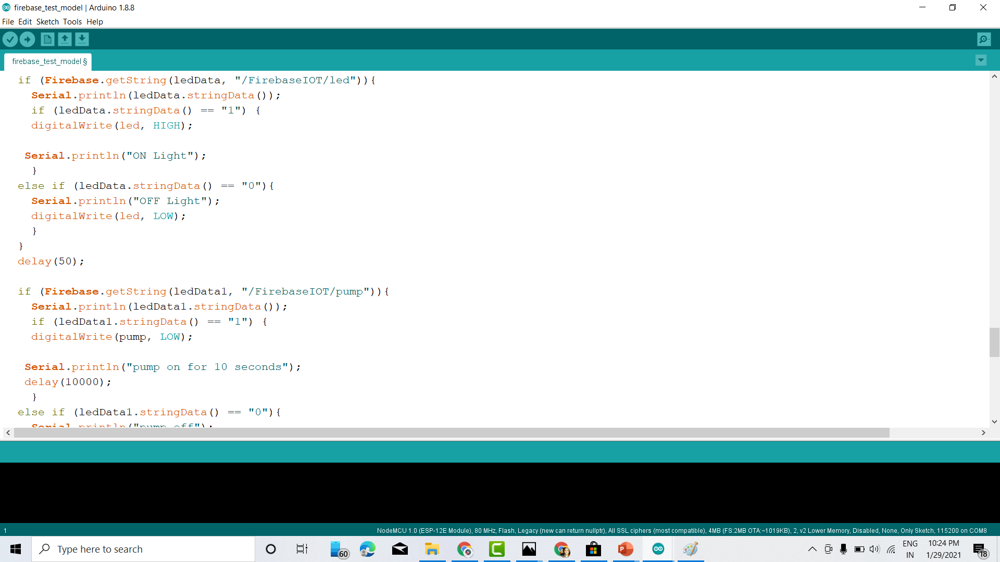 firebase_test_model | Arduino 1.8.8
File Edit Sketch Tools Help
firebase_test_model §
if (Firebase.getString(ledData, "/FirebaseIOT/led")){
Serial.println(ledData.stringData());
if (ledData.stringData() == "1") {
digitalWrite(led, HIGH);
Serial.println("ON Light");
}
else if (ledData.stringData() == "0"){
Serial.println("OFF Light");
digitalWrite(led, LOW);
}
}
delay(50);
if (Firebase.getString(ledData1, "/FirebaseIOT/pump")){
Serial.println(ledData1.stringData());
if (ledData1.stringData() == "1") {
digitalWrite(pump, LOW);
Serial.println("pump on for 10 seconds");
delay(10000);
}
else if (ledData1.stringData() == "0"){
Serial.println("pump off");
1
NodeMCU 1.0 (ESP-12E Module), 80 MHz, Flash, Legacy (new can return nullptr), All SSL ciphers (most compatible), 4MB (FS:2MB OTA:~1019KB), 2, v2 Lower Memory, Disabled, None, Only Sketch, 115200 on COM8
Type here to search
60
ENG
IN
10:24 PM
1/29/2021
18